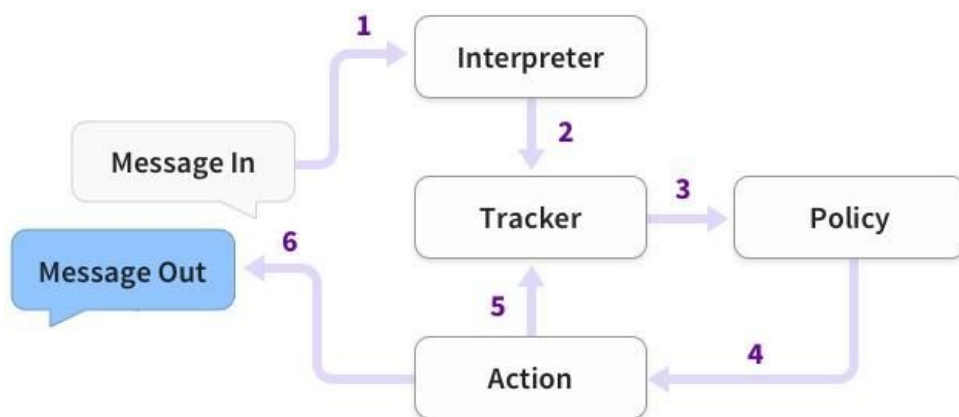 1
Interpreter
2
Message In
Tracker
3
Policy
6
Message Out
5
4
Action